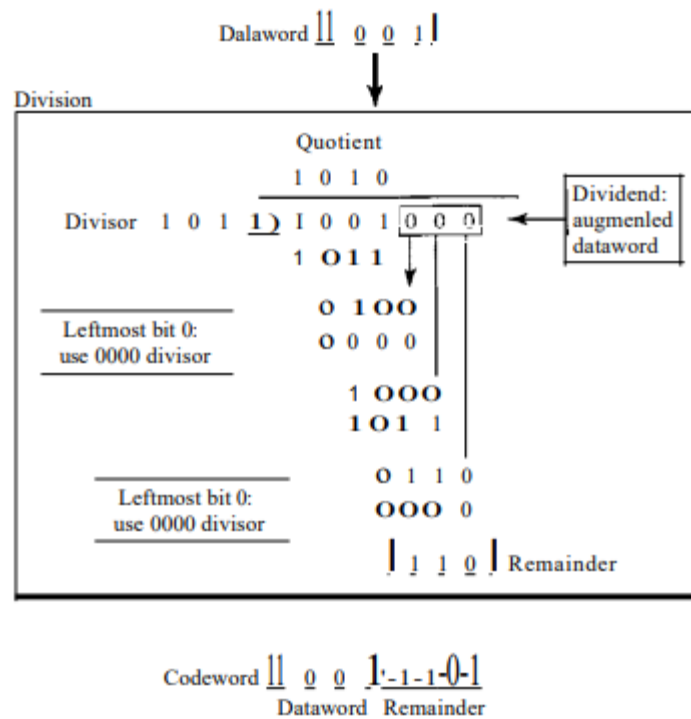 Dalaword 1 0 0 1
Division
Quotient
1 0 1 0
Divisor 1 0 1 1) 1 0 0 1 0 0 0
Dividend:
augmenled
dataword
1 0 1 1
0 1 0 0
Leftmost bit 0:
use 0000 divisor
0 0 0 0
1 0 0 0
1 0 1 1
0 1 1 0
Leftmost bit 0:
use 0000 divisor
0 0 0 0
1 1 0 Remainder
Codeword 1 0 0 1 1 1 0
Dataword Remainder